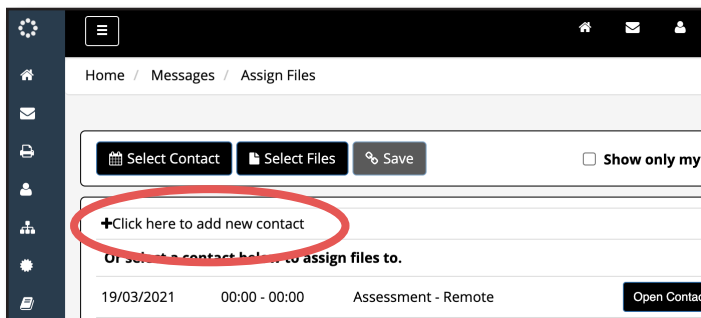 Home / Messages / Assign Files
Select Contact Select Files Save Show only my
+Click here to add new contact
Or select a contact below to assign files to.
19/03/2021 00:00 - 00:00 Assessment - Remote Open Contac